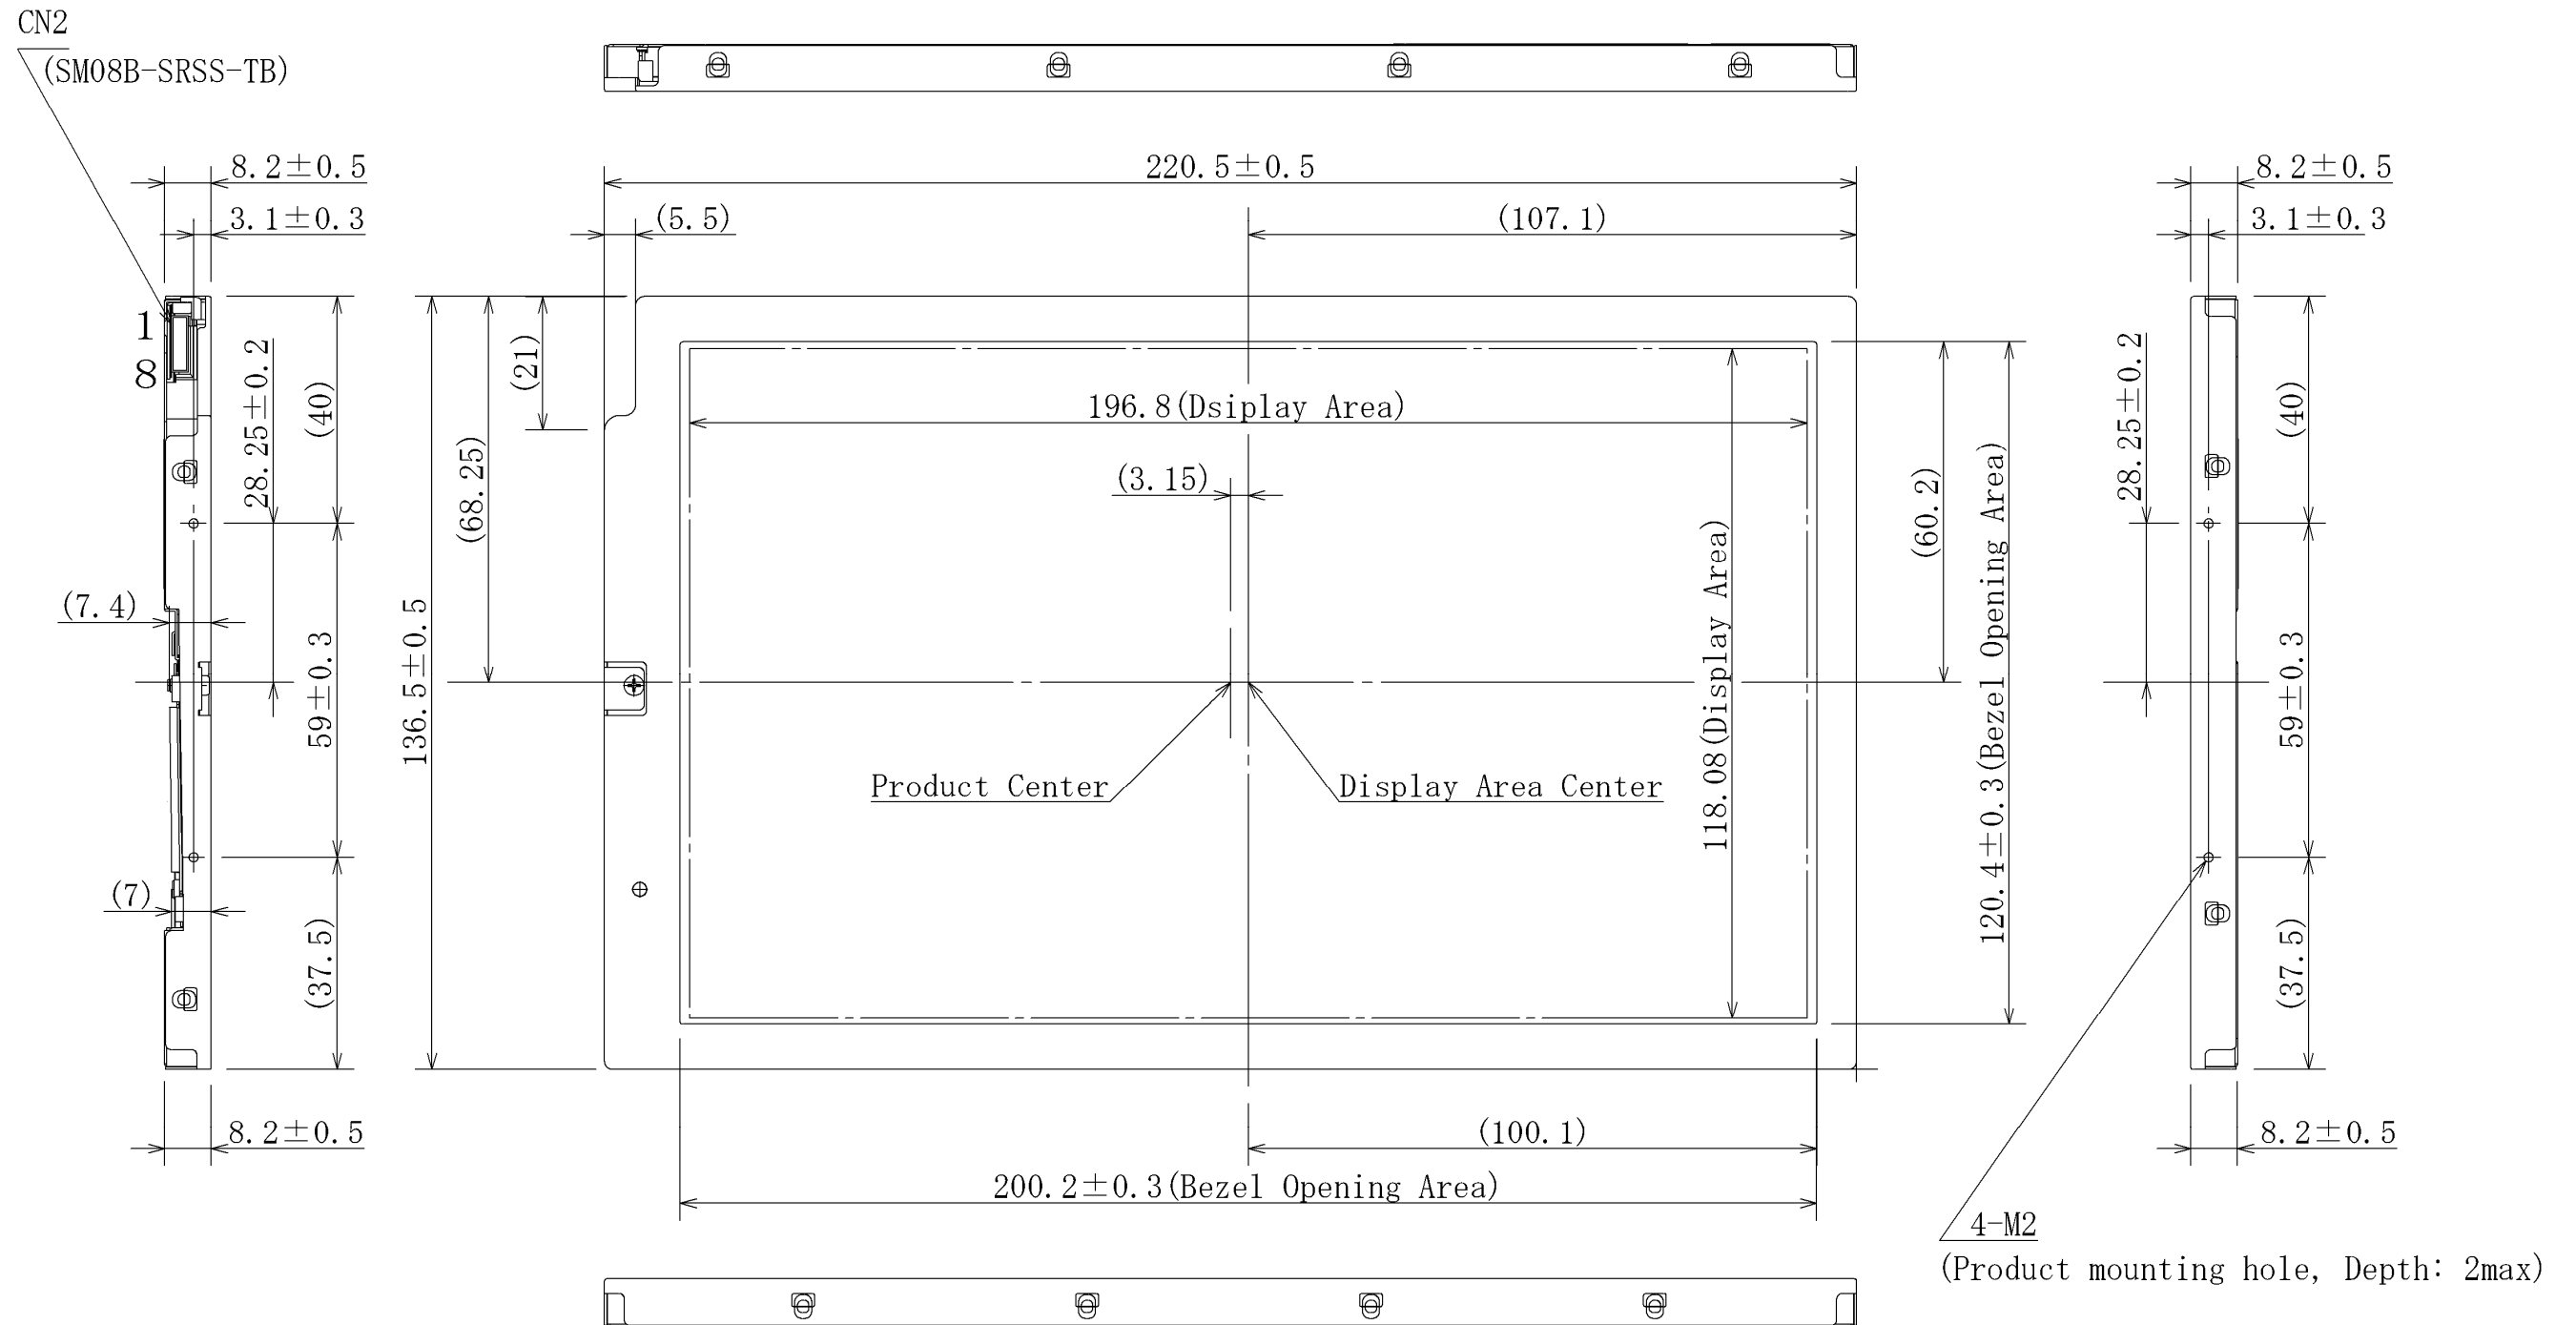 CN2
(SM08B-SRSS-TB)
8.2±0.5
220.5±0.5
8.2±0.5
3.1±0.3
(5.5)
(107.1)
3.1±0.3
1
8
28.25±0.2
(40)
(21)
(68.25)
196.8(Dsiplay Area)
(3.15)
(60.2)
28.25±0.2
(40)
(7.4)
59±0.3
136.5±0.5
118.08(Display Area)
120.4±0.3(Bezel Opening Area)
59±0.3
Product Center
Display Area Center
(7)
(37.5)
(37.5)
8.2±0.5
(100.1)
8.2±0.5
200.2±0.3(Bezel Opening Area)
4-M2
(Product mounting hole, Depth: 2max)